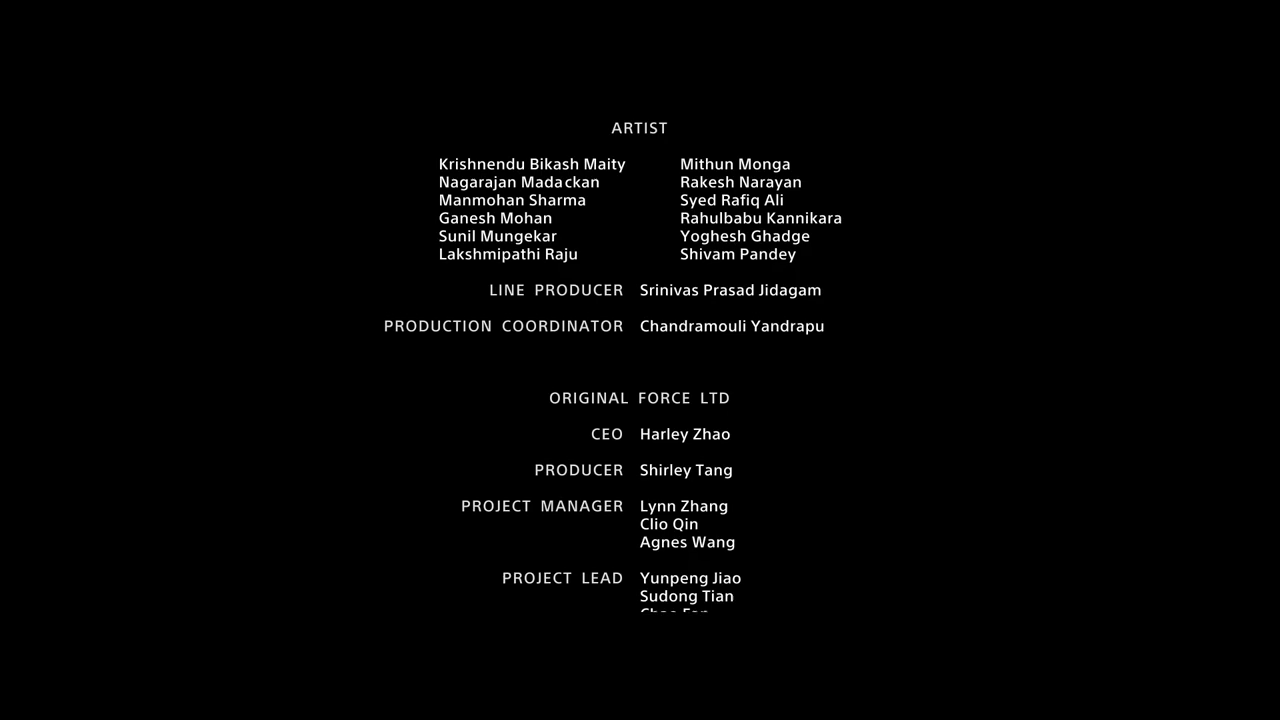 ARTIST
Krishnendu Bikash Maity Mithun Monga
Nagarajan Madackan Rakesh Narayan
Manmohan Sharma Syed Rafiq Ali
Ganesh Mohan Rahulbabu Kannikara
Sunil Mungekar Yoghesh Ghadge
Lakshmipathi Raju Shivam Pandey
LINE PRODUCER Srinivas Prasad Jidagam
PRODUCTION COORDINATOR Chandramouli Yandrapu
ORIGINAL FORCE LTD
CEO Harley Zhao
PRODUCER Shirley Tang
PROJECT MANAGER Lynn Zhang
Clio Qin
Agnes Wang
PROJECT LEAD Yunpeng Jiao
Sudong Tian